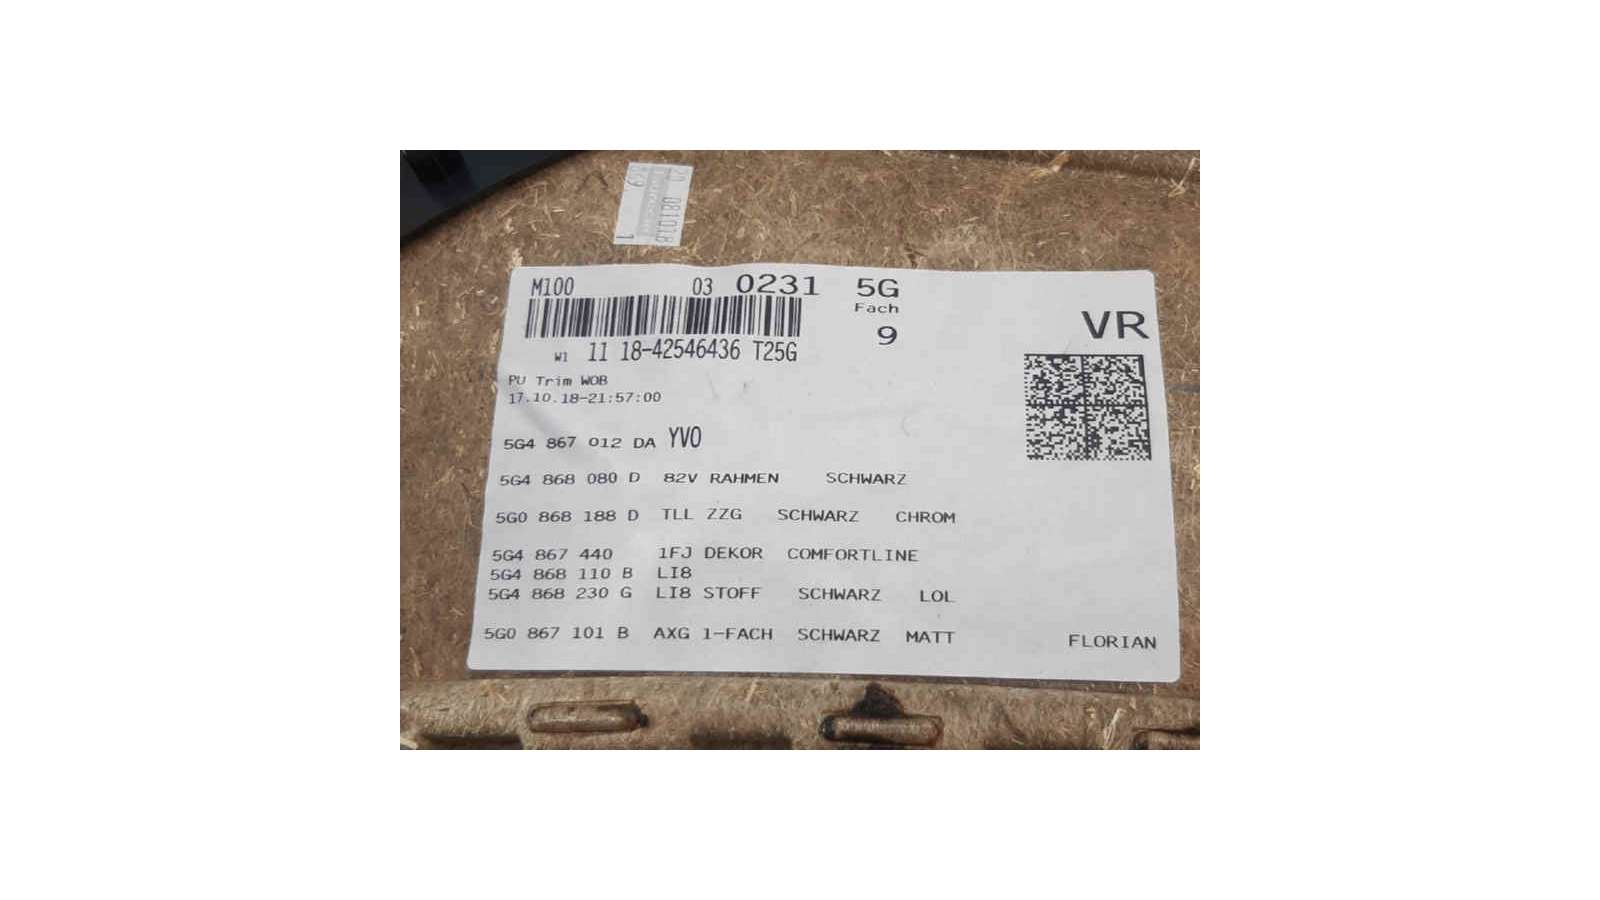 20 081018
1
M100 03 0231 5G
Fach
9
VR
W1 11 18-42546436 T25G
PU Trim WOB
17.10.18-21:57:00
5G4 867 012 DA YVO
5G4 868 080 D 82V RAHMEN SCHWARZ
5G0 868 188 D TLL ZZG SCHWARZ CHROM
5G4 867 440 1FJ DEKOR COMFORTLINE
5G4 868 110 B LI8
5G4 868 230 G LI8 STOFF SCHWARZ LOL
5G0 867 101 B AXG 1-FACH SCHWARZ MATT
FLORIAN